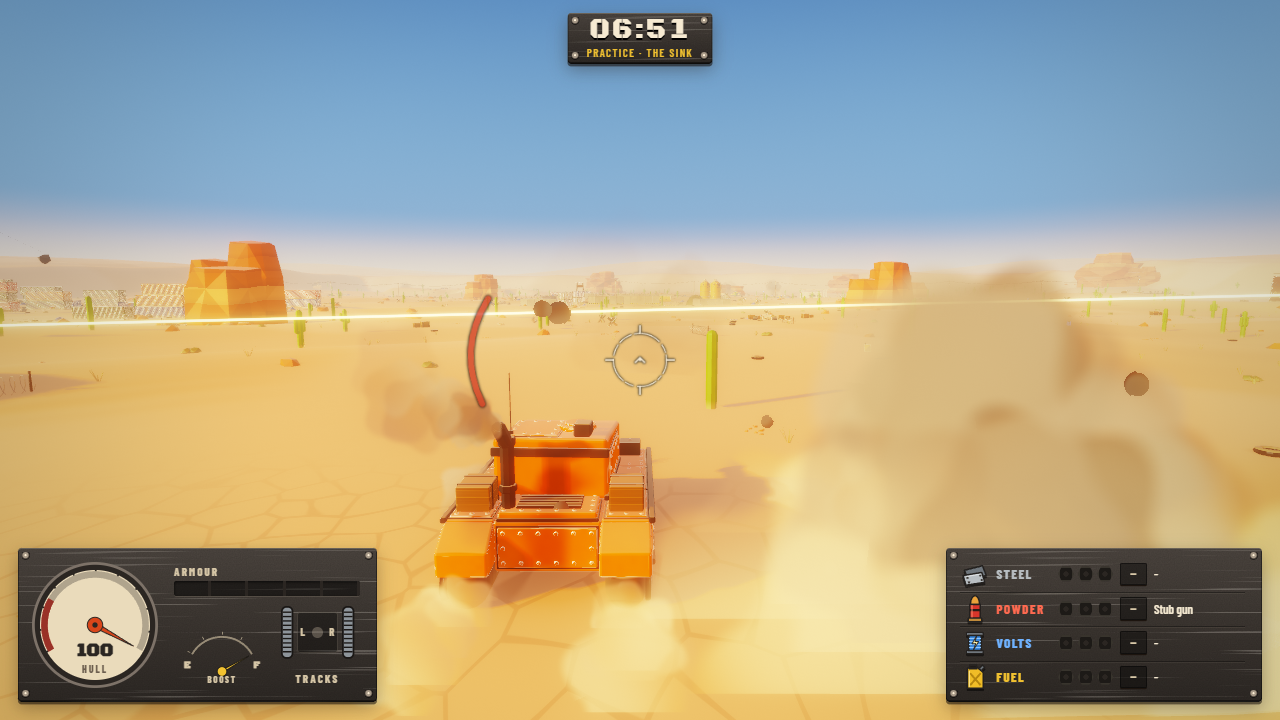 06:51
PRACTICE - THE SINK
ARMOUR
100
HULL
E F
BOOST
L R
TRACKS
STEEL - -
POWDER - Stub gun
VOLTS - -
FUEL - -